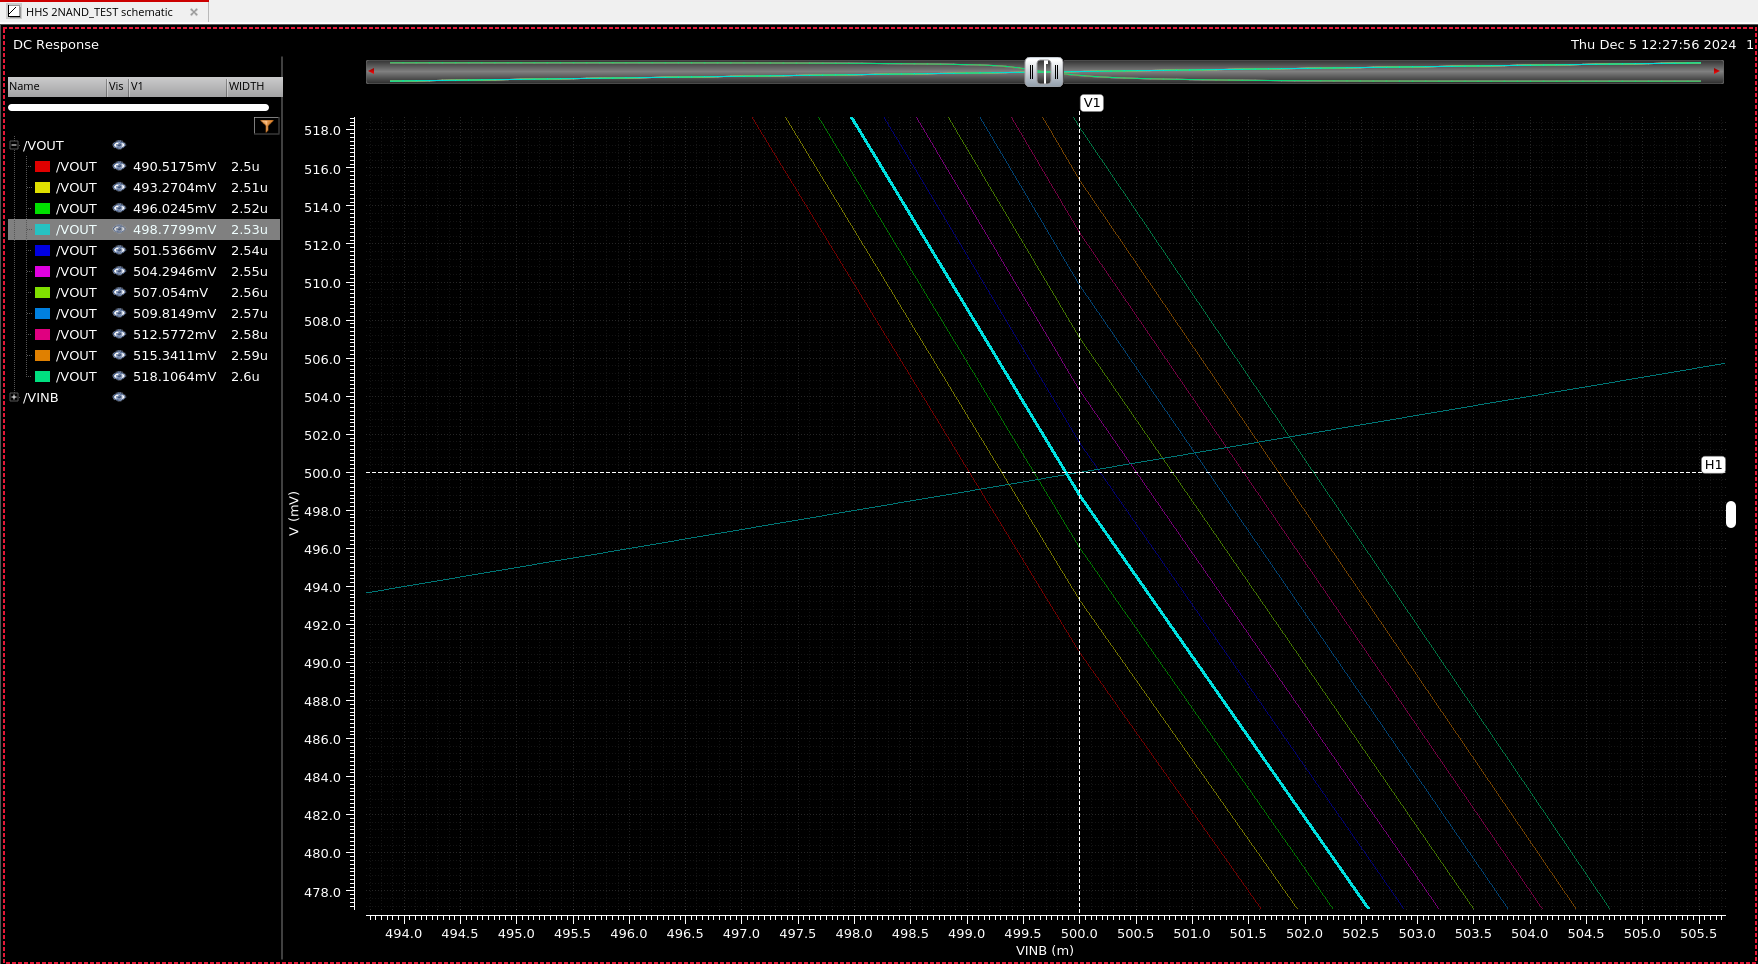 HHS 2NAND_TEST schematic
DC Response
Thu Dec 5 12:27:56 2024 1
Name Vis V1 WIDTH
/VOUT
/VOUT 490.5175mV 2.5u
/VOUT 493.2704mV 2.51u
/VOUT 496.0245mV 2.52u
/VOUT 498.7799mV 2.53u
/VOUT 501.5366mV 2.54u
/VOUT 504.2946mV 2.55u
/VOUT 507.054mV 2.56u
/VOUT 509.8149mV 2.57u
/VOUT 512.5772mV 2.58u
/VOUT 515.3411mV 2.59u
/VOUT 518.1064mV 2.6u
/VINB
V1
H1
V (mV)
518.0
516.0
514.0
512.0
510.0
508.0
506.0
504.0
502.0
500.0
498.0
496.0
494.0
492.0
490.0
488.0
486.0
484.0
482.0
480.0
478.0
494.0 494.5 495.0 495.5 496.0 496.5 497.0 497.5 498.0 498.5 499.0 499.5 500.0 500.5 501.0 501.5 502.0 502.5 503.0 503.5 504.0 504.5 505.0 505.5
VINB (m)